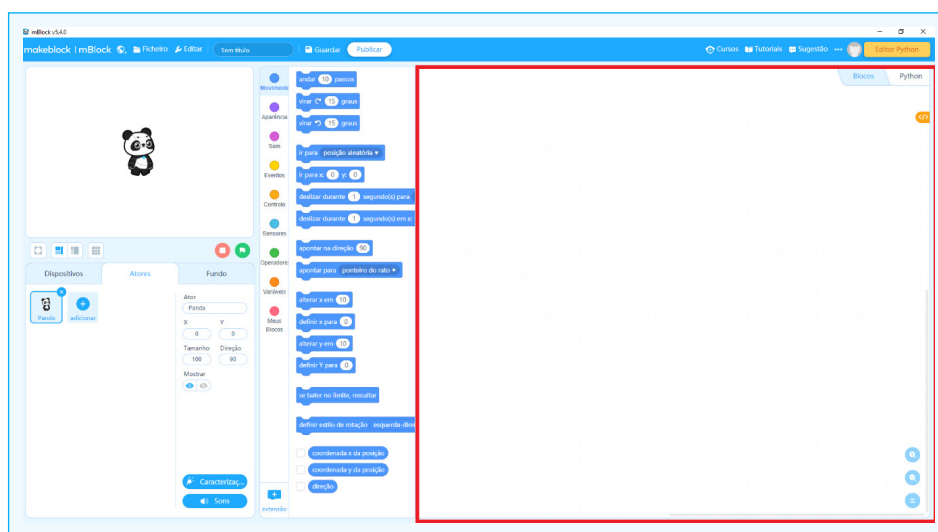 mBlock v5.4.0
makeblock | mBlock Ficheiro Editar Sem título Guardar Publicar Cursos Tutoriais Sugestão Editor Python
Blocos Python
Movimento
Aparência
Som
Eventos
Controlo
Sensores
Operadores
Variáveis
Meus
Blocos
extensão
andar 10 passos
virar 15 graus
virar 15 graus
ir para posição aleatória
ir para x: 0 y: 0
deslizar durante 1 segundo(s) para
deslizar durante 1 segundo(s) em x:
apontar na direção 90
apontar para ponteiro do rato
alterar x em 10
definir x para 0
alterar y em 10
definir Y para 0
se bater no limite, ressaltar
definir estilo de rotação esquerda-direi
coordenada x da posição
coordenada y da posição
direção
Dispositivos Atores Fundo
Panda
adicionar
Ator
Panda
X Y
0 0
Tamanho Direção
100 90
Mostrar
Caracterizaç...
Sons